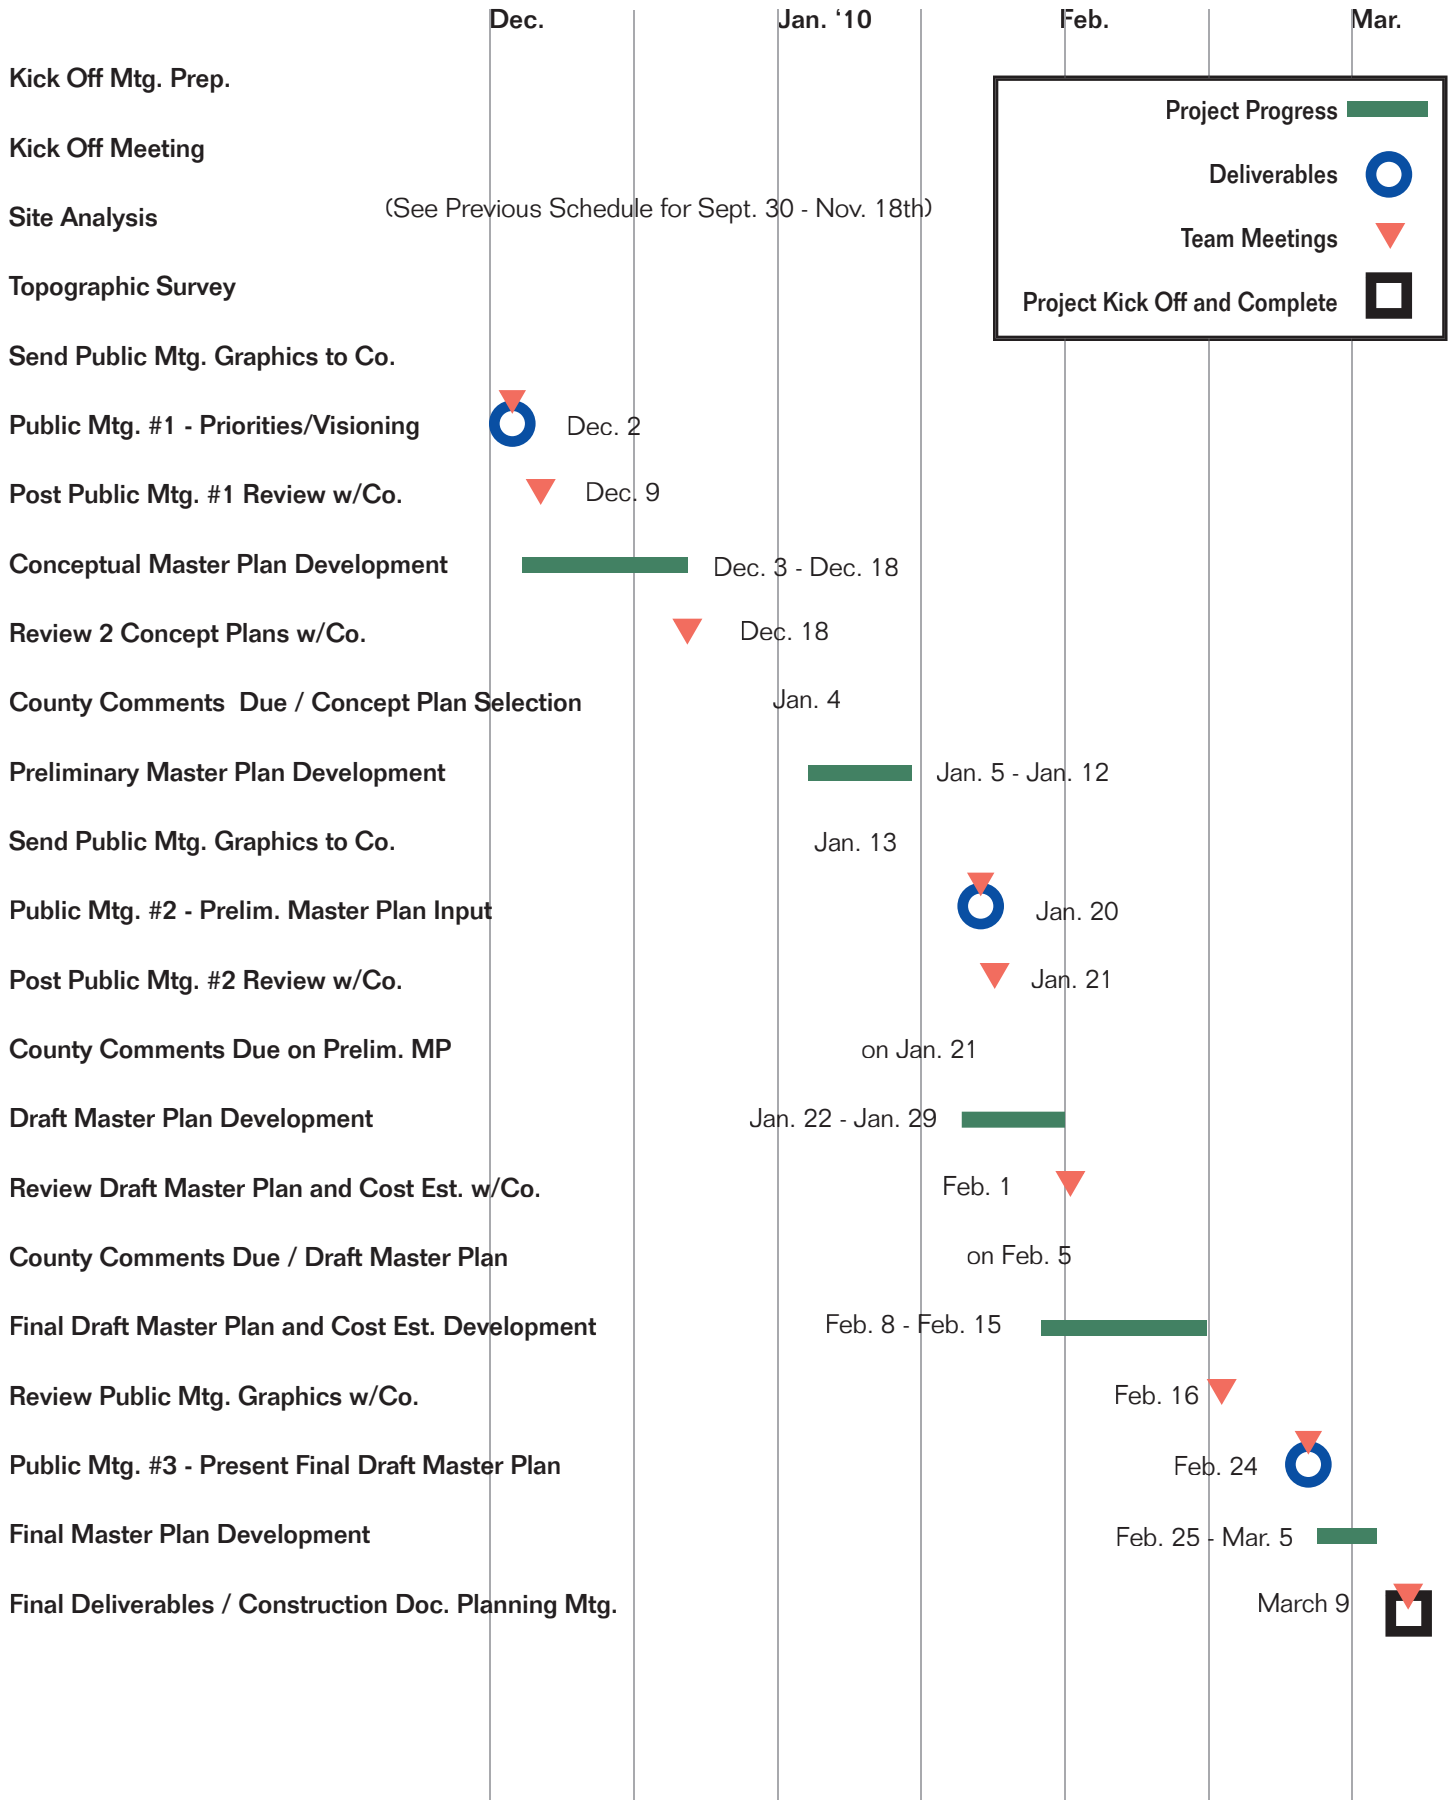 Dec. Jan. ‘10 Feb. Mar.
Kick Off Mtg. Prep.
Project Progress
Kick Off Meeting
Deliverables
Site Analysis (See Previous Schedule for Sept. 30 - Nov. 18th)
Team Meetings
Topographic Survey
Project Kick Off and Complete
Send Public Mtg. Graphics to Co.
Public Mtg. #1 - Priorities/Visioning Dec. 2
Post Public Mtg. #1 Review w/Co. Dec. 9
Conceptual Master Plan Development Dec. 3 - Dec. 18
Review 2 Concept Plans w/Co. Dec. 18
County Comments  Due / Concept Plan Selection Jan. 4
Preliminary Master Plan Development Jan. 5 - Jan. 12
Send Public Mtg. Graphics to Co. Jan. 13
Public Mtg. #2 - Prelim. Master Plan Input Jan. 20
Post Public Mtg. #2 Review w/Co. Jan. 21
County Comments Due on Prelim. MP on Jan. 21
Draft Master Plan Development Jan. 22 - Jan. 29
Review Draft Master Plan and Cost Est. w/Co. Feb. 1
County Comments Due / Draft Master Plan on Feb. 5
Final Draft Master Plan and Cost Est. Development Feb. 8 - Feb. 15
Review Public Mtg. Graphics w/Co. Feb. 16
Public Mtg. #3 - Present Final Draft Master Plan Feb. 24
Final Master Plan Development Feb. 25 - Mar. 5
Final Deliverables / Construction Doc. Planning Mtg. March 9